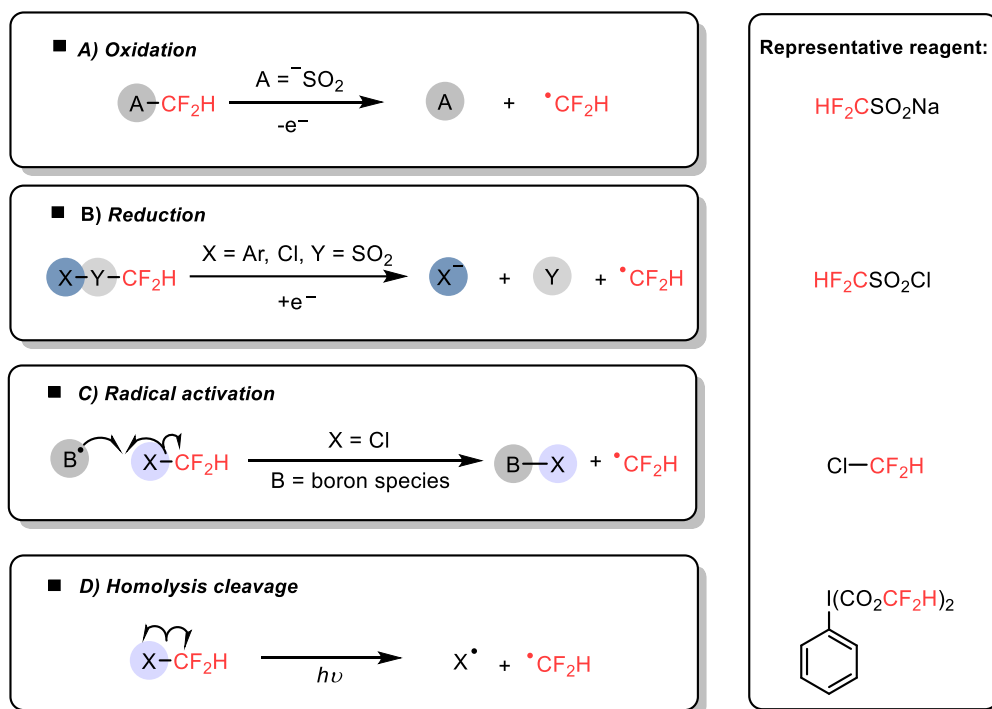 A) Oxidation
A–CF₂H
A = ⁻SO₂
-e⁻
A + •CF₂H
B) Reduction
X–Y–CF₂H
X = Ar, Cl, Y = SO₂
+e⁻
X⁻ + Y + •CF₂H
C) Radical activation
B• X–CF₂H
X = Cl
B = boron species
B–X + •CF₂H
D) Homolysis cleavage
X–CF₂H
hυ
X• + •CF₂H
Representative reagent:
HF₂CSO₂Na
HF₂CSO₂Cl
Cl–CF₂H
I(CO₂CF₂H)₂